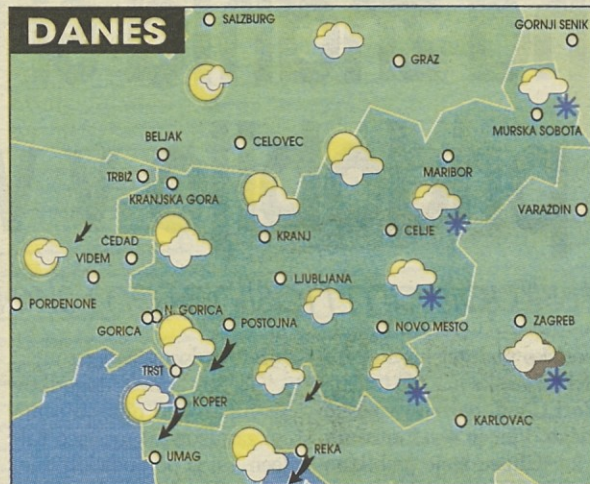 DANES
SALZBURG
GORNJI SENIK
GRAZ
MURSKA SOBOTA
BELJAK
CELOVEC
MARIBOR
TRBIŽ
KRANJSKA GORA
VARAŽDIN
ČEDAD
KRANJ
CELJE
VIDEM
LJUBLJANA
PORDENONE
N. GORICA
GORICA
POSTOJNA
NOVO MESTO
ZAGREB
TRST
KOPER
KARLOVAC
UMAG
REKA